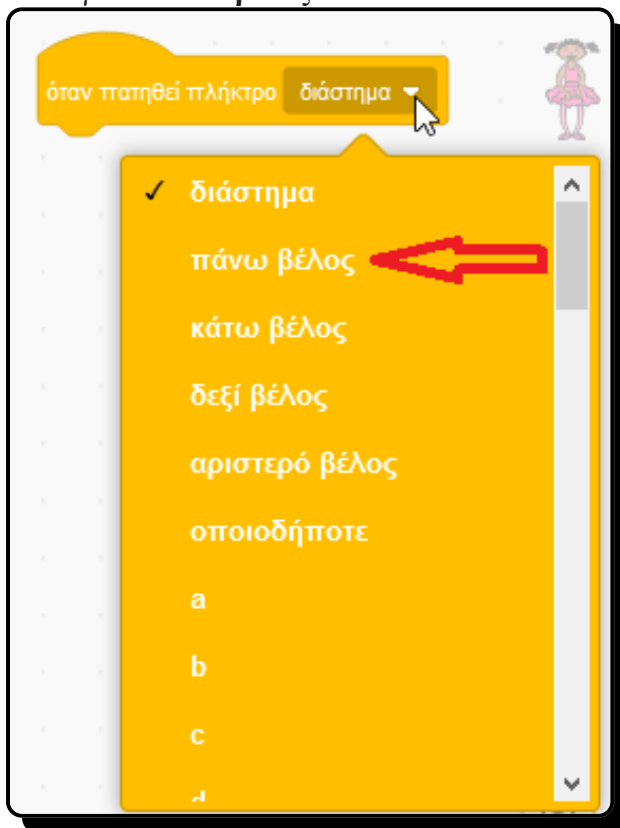 όταν πατηθεί πλήκτρο διάστημα
✓ διάστημα
πάνω βέλος
κάτω βέλος
δεξί βέλος
αριστερό βέλος
οποιοδήποτε
a
b
c
d